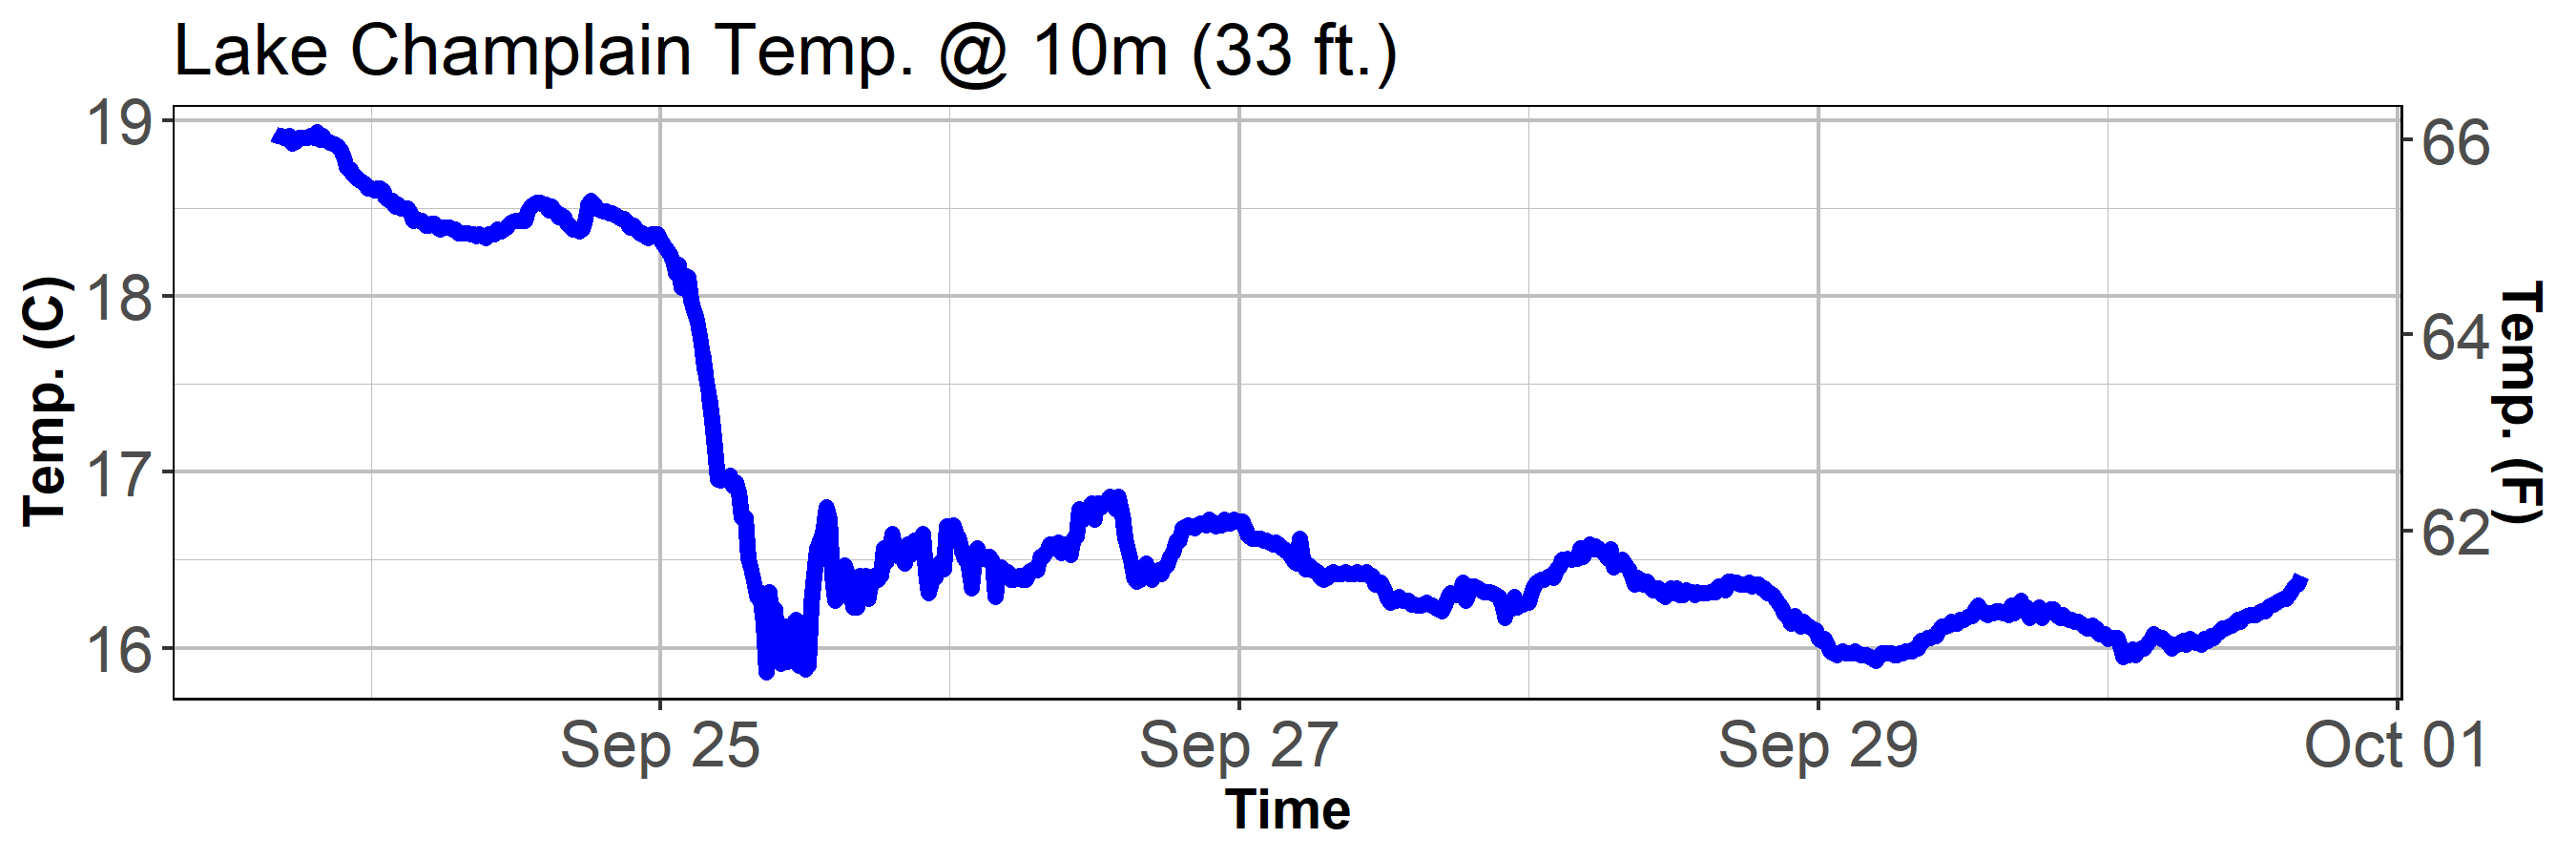 Lake Champlain Temp. @ 10m (33 ft.)
19
18
17
16
Temp. (C)
66
64
62
Temp. (F)
Sep 25
Sep 27
Sep 29
Oct 01
Time